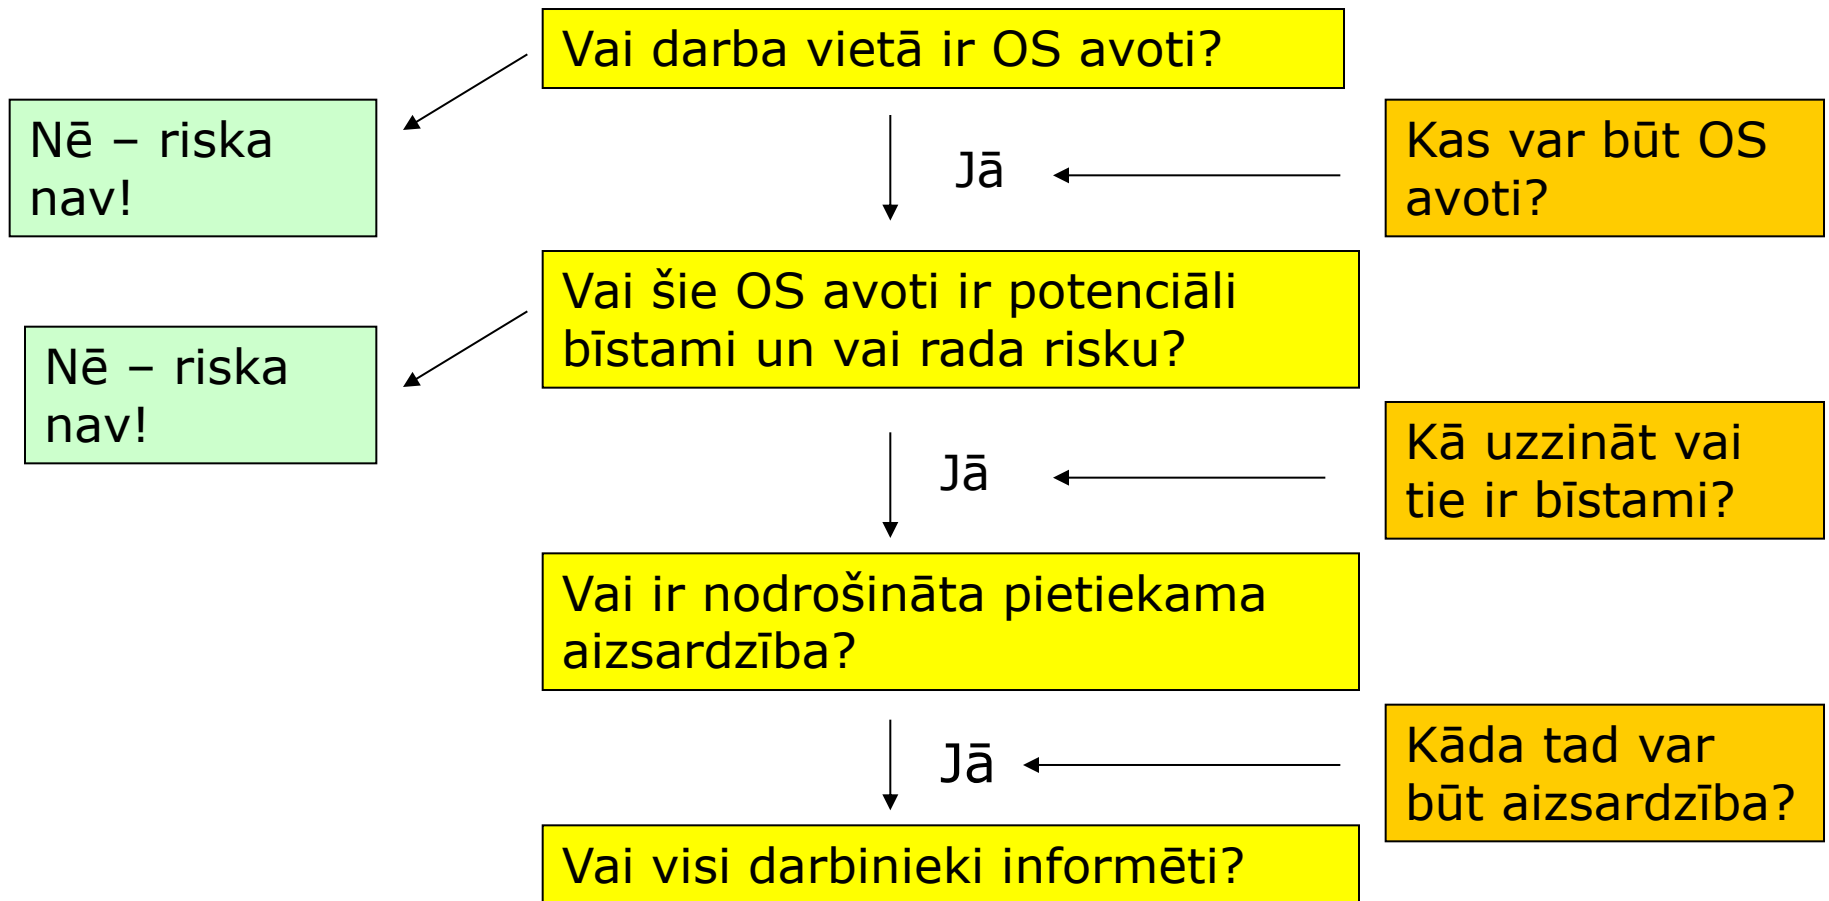 Vai darba vietā ir OS avoti?
Nē – riska
nav!
Jā
Kas var būt OS
avoti?
Vai šie OS avoti ir potenciāli
bīstami un vai rada risku?
Nē – riska
nav!
Jā
Kā uzzināt vai
tie ir bīstami?
Vai ir nodrošināta pietiekama
aizsardzība?
Jā
Kāda tad var
būt aizsardzība?
Vai visi darbinieki informēti?